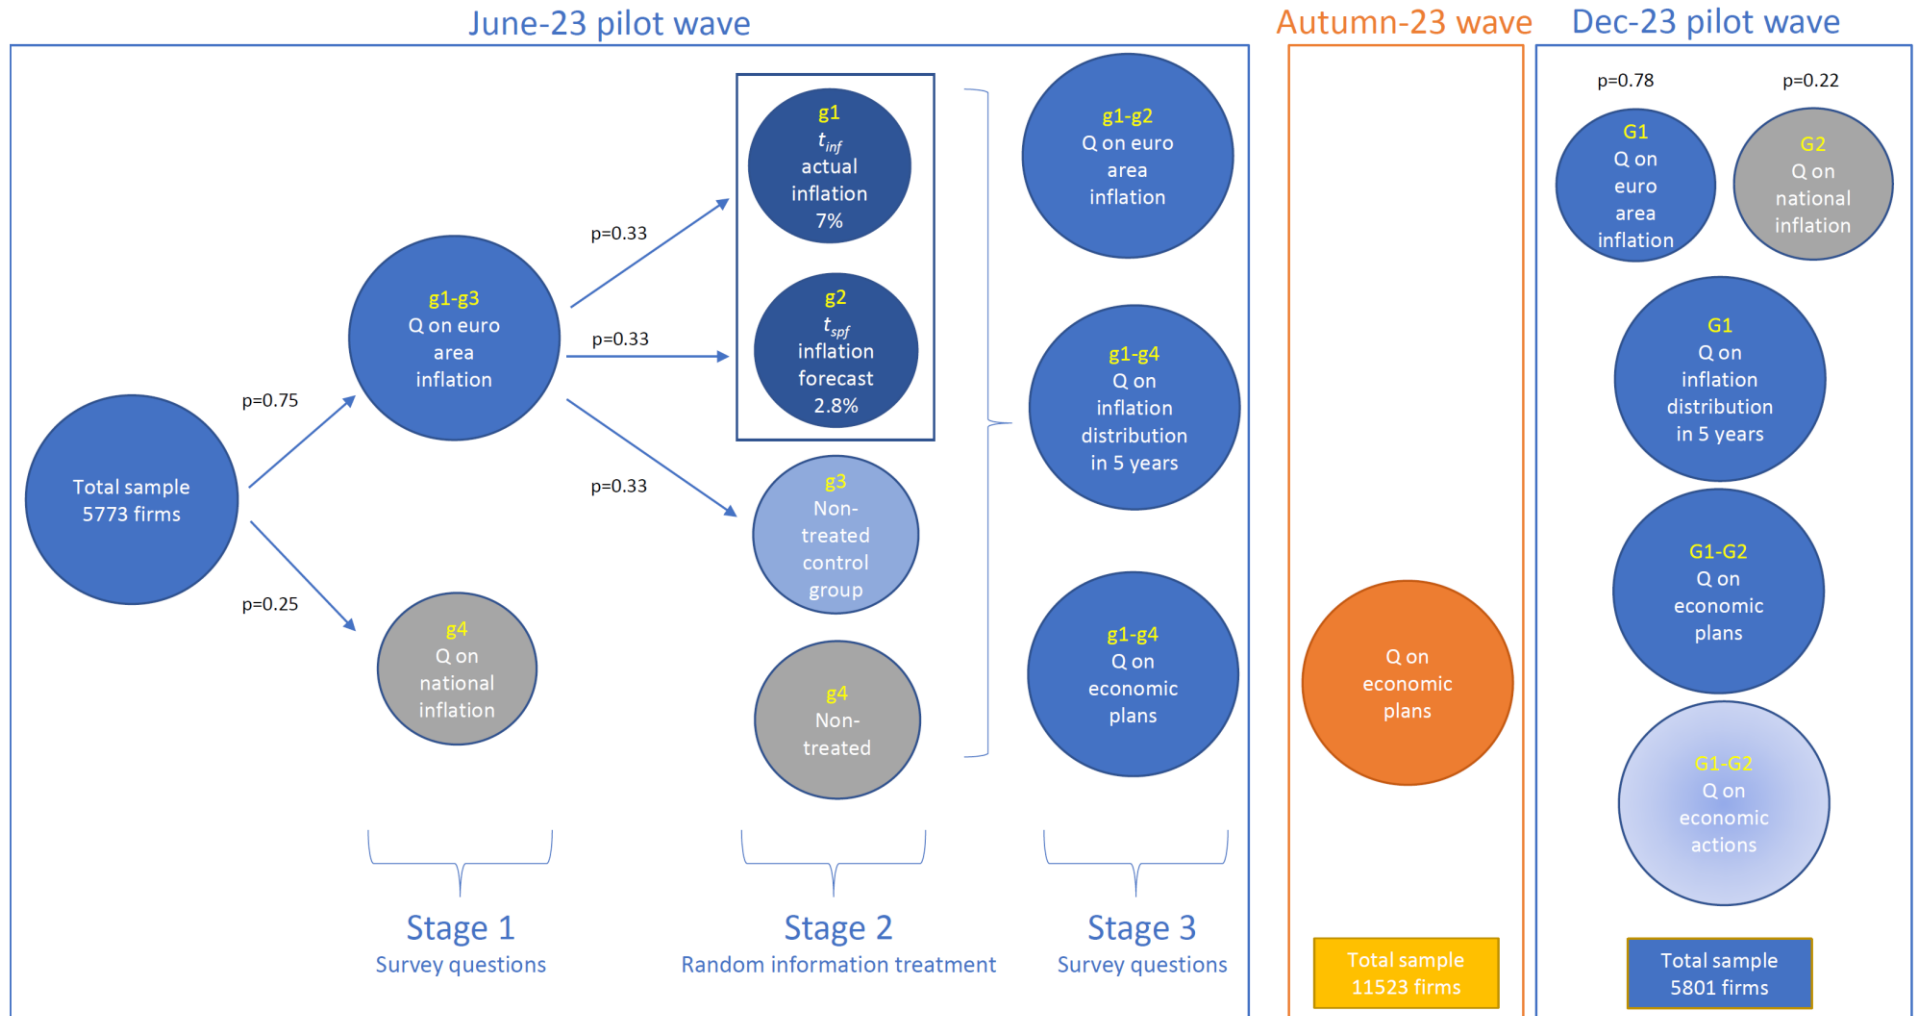 June-23 pilot wave
Total sample
5773 firms
p=0.75
p=0.25
g1-g3
Q on euro
area
inflation
g4
Q on
national
inflation
p=0.33
p=0.33
p=0.33
g1
tinf
actual
inflation
7%
g2
tspf
inflation
forecast
2.8%
g3
Non-
treated
control
group
g4
Non-
treated
g1-g2
Q on euro
area
inflation
g1-g4
Q on
inflation
distribution
in 5 years
g1-g4
Q on
economic
plans
Stage 1
Survey questions
Stage 2
Random information treatment
Stage 3
Survey questions
Autumn-23 wave
Q on
economic
plans
Total sample
11523 firms
Dec-23 pilot wave
p=0.78
p=0.22
G1
Q on
euro
area
inflation
G2
Q on
national
inflation
G1
Q on
inflation
distribution
in 5 years
G1-G2
Q on
economic
plans
G1-G2
Q on
economic
actions
Total sample
5801 firms